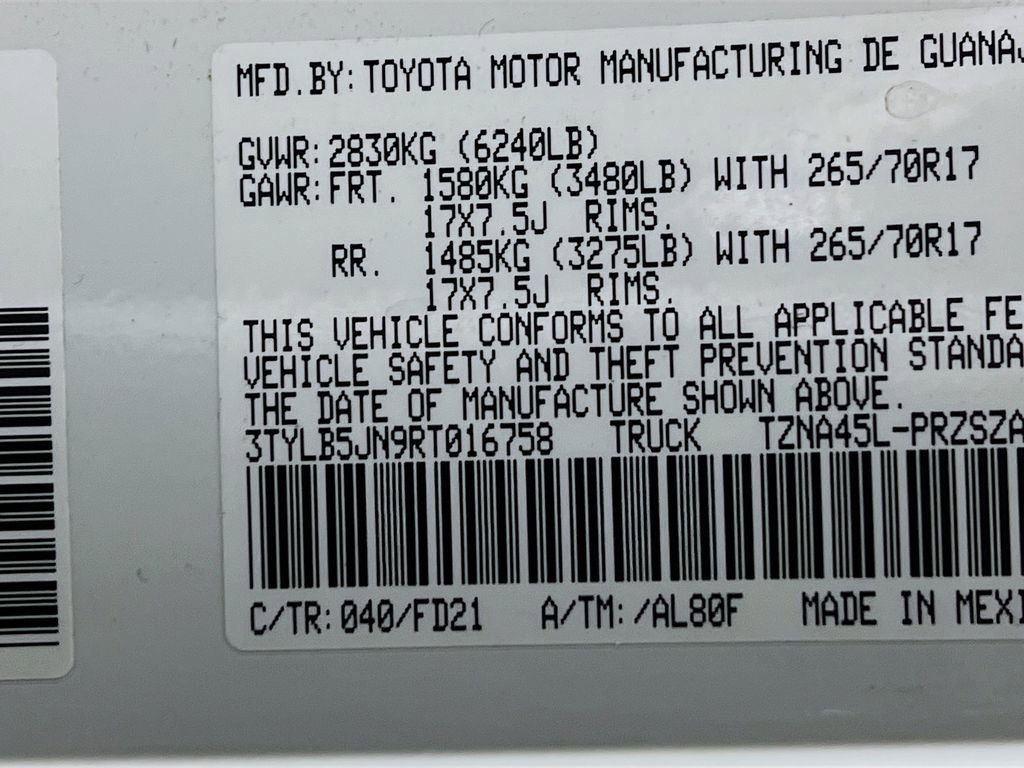 MFD.BY:TOYOTA MOTOR MANUFACTURING DE GUANAJ
GVWR:2830KG (6240LB)
GAWR:FRT. 1580KG (3480LB) WITH 265/70R17
17X7.5J RIMS.
RR. 1485KG (3275LB) WITH 265/70R17
17X7.5J RIMS.
THIS VEHICLE CONFORMS TO ALL APPLICABLE FE
VEHICLE SAFETY AND THEFT PREVENTION STANDA
THE DATE OF MANUFACTURE SHOWN ABOVE.
3TYLB5JN9RT016758 TRUCK TZNA45L-PRZSZA
C/TR:040/FD21 A/TM:/AL80F MADE IN MEXI